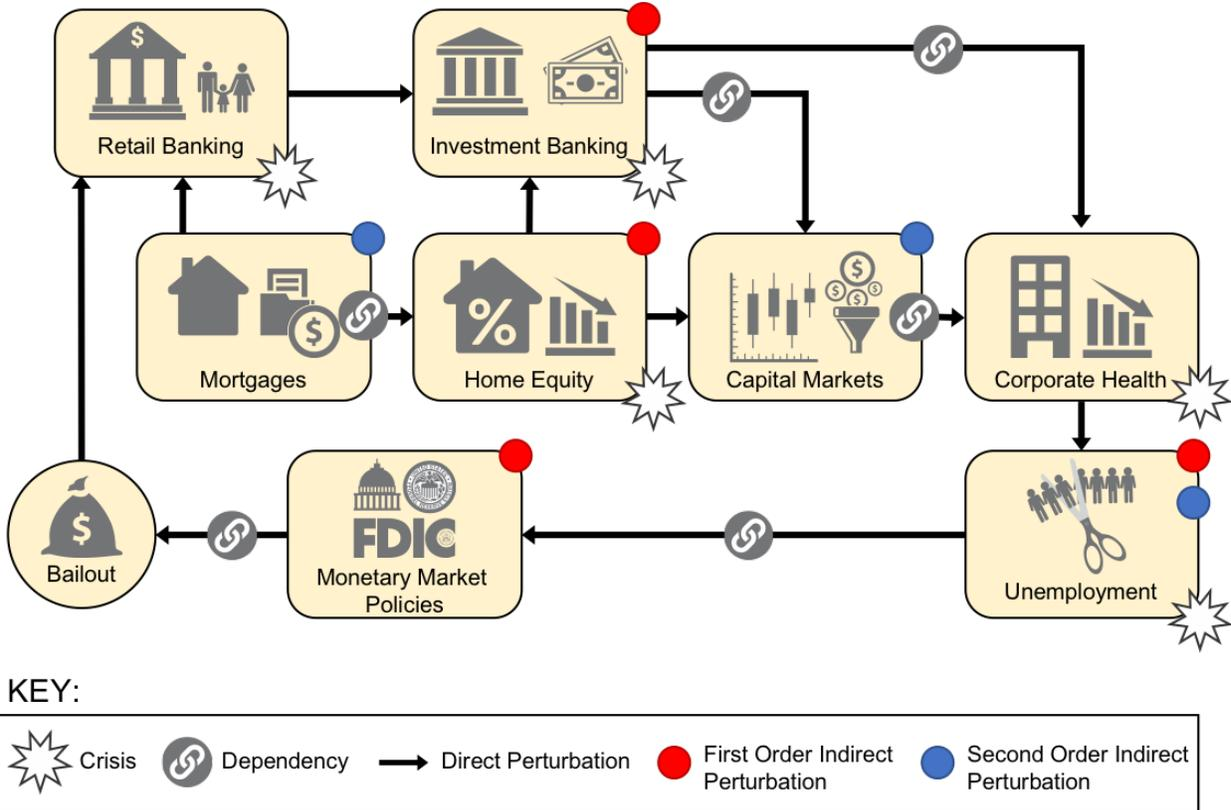 $
Retail Banking
Investment Banking
$
Mortgages
%
Home Equity
$
$
$
$
Capital Markets
Corporate Health
$
Bailout
FDIC
Monetary Market
Policies
Unemployment
KEY:
Crisis
Dependency
Direct Perturbation
First Order Indirect
Perturbation
Second Order Indirect
Perturbation